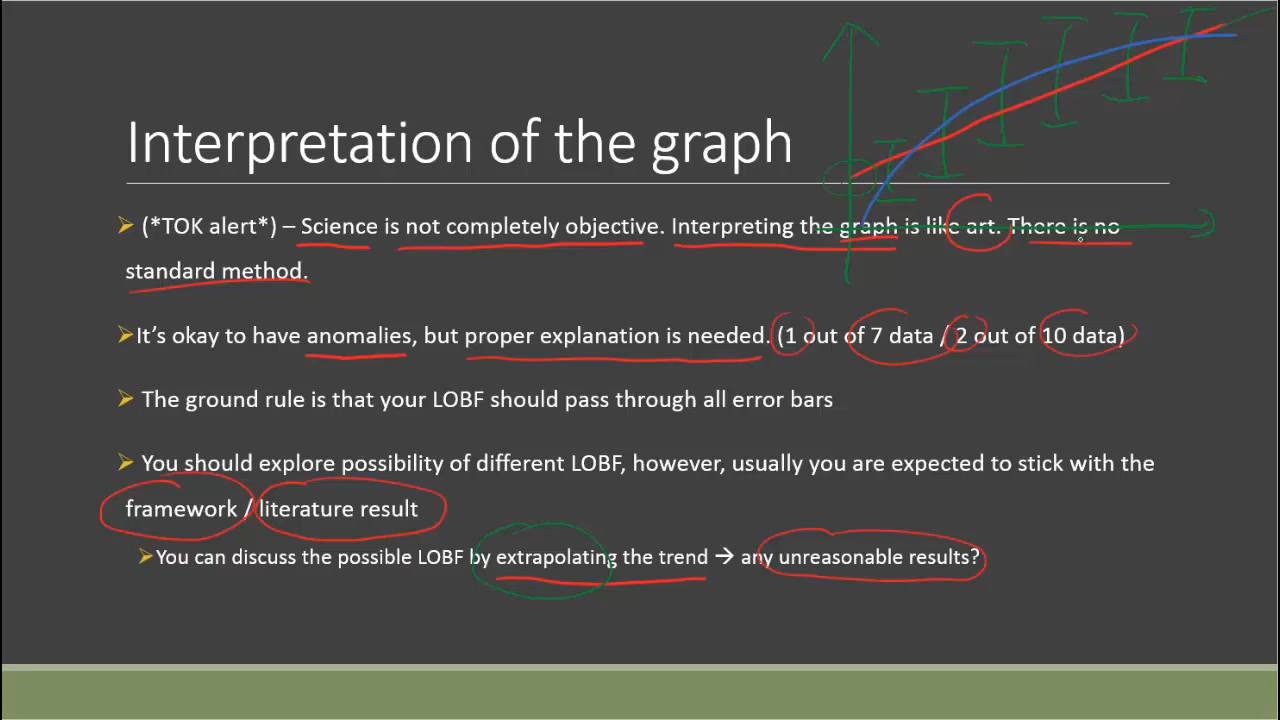 Interpretation of the graph
(*TOK alert*) – Science is not completely objective. Interpreting the graph is like art. There is no
standard method.
It’s okay to have anomalies, but proper explanation is needed. (1 out of 7 data / 2 out of 10 data)
The ground rule is that your LOBF should pass through all error bars
You should explore possibility of different LOBF, however, usually you are expected to stick with the
framework / literature result
You can discuss the possible LOBF by extrapolating the trend → any unreasonable results?